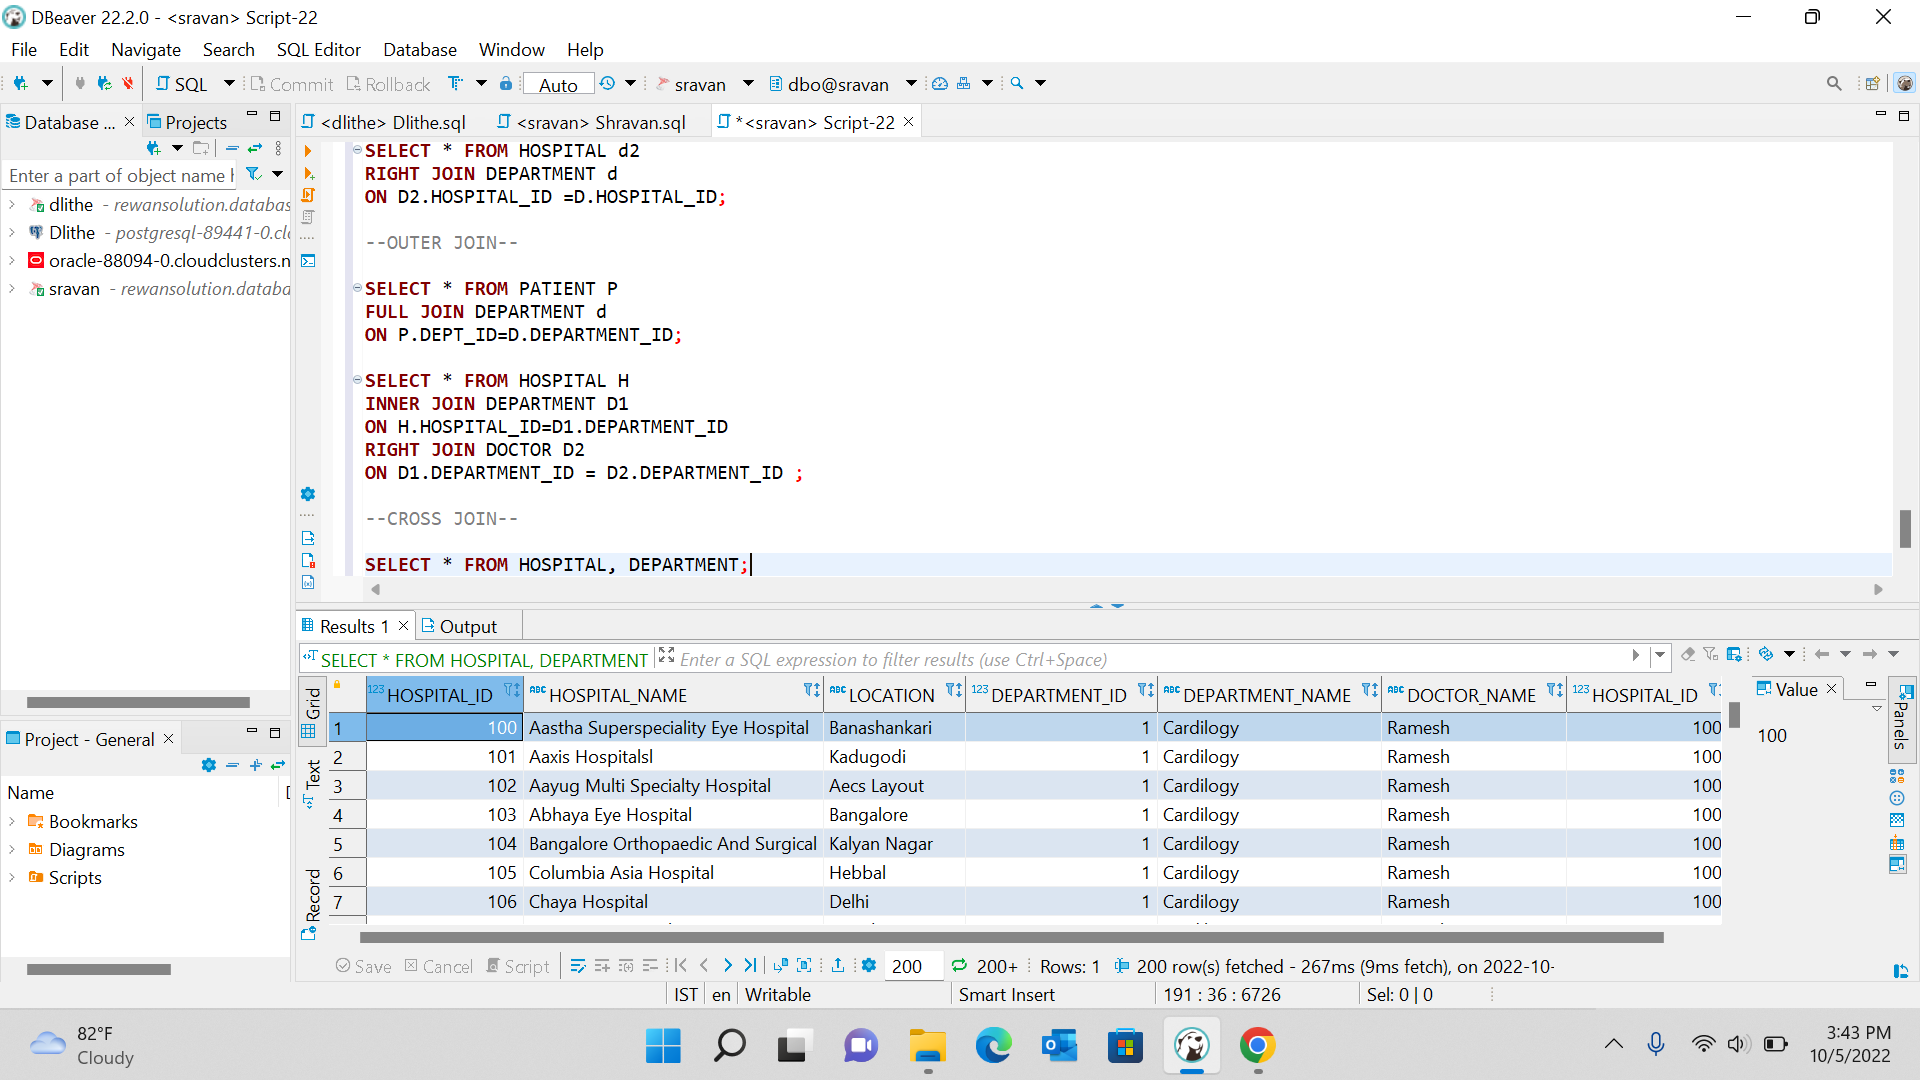 DBeaver 22.2.0 - <sravan> Script-22
File Edit Navigate Search SQL Editor Database Window Help
SQL Commit Rollback Auto sravan dbo@sravan
Database ... Projects
<dlithe> Dlithe.sql <sravan> Shravan.sql *<sravan> Script-22
Enter a part of object name
dlithe - rewansolution.databas
Dlithe - postgresql-89441-0.cl
oracle-88094-0.cloudclusters.n
sravan - rewansolution.databa
SELECT * FROM HOSPITAL d2
RIGHT JOIN DEPARTMENT d
ON D2.HOSPITAL_ID =D.HOSPITAL_ID;
--OUTER JOIN--
SELECT * FROM PATIENT P
FULL JOIN DEPARTMENT d
ON P.DEPT_ID=D.DEPARTMENT_ID;
SELECT * FROM HOSPITAL H
INNER JOIN DEPARTMENT D1
ON H.HOSPITAL_ID=D1.DEPARTMENT_ID
RIGHT JOIN DOCTOR D2
ON D1.DEPARTMENT_ID = D2.DEPARTMENT_ID ;
--CROSS JOIN--
SELECT * FROM HOSPITAL, DEPARTMENT;
Project - General
Name
Bookmarks
Diagrams
Scripts
Results 1 Output
SELECT * FROM HOSPITAL, DEPARTMENT Enter a SQL expression to filter results (use Ctrl+Space)
Grid
Text
Record
123 HOSPITAL_ID ABC HOSPITAL_NAME ABC LOCATION 123 DEPARTMENT_ID ABC DEPARTMENT_NAME ABC DOCTOR_NAME 123 HOSPITAL_ID
1 100 Aastha Superspeciality Eye Hospital Banashankari 1 Cardilogy Ramesh 100
2 101 Aaxis Hospitalsl Kadugodi 1 Cardilogy Ramesh 100
3 102 Aayug Multi Specialty Hospital Aecs Layout 1 Cardilogy Ramesh 100
4 103 Abhaya Eye Hospital Bangalore 1 Cardilogy Ramesh 100
5 104 Bangalore Orthopaedic And Surgical Kalyan Nagar 1 Cardilogy Ramesh 100
6 105 Columbia Asia Hospital Hebbal 1 Cardilogy Ramesh 100
7 106 Chaya Hospital Delhi 1 Cardilogy Ramesh 100
Value
100
Panels
Save Cancel Script 200 200+ Rows: 1 200 row(s) fetched - 267ms (9ms fetch), on 2022-10-
IST en Writable Smart Insert 191 : 36 : 6726 Sel: 0 | 0
82°F
Cloudy
3:43 PM
10/5/2022